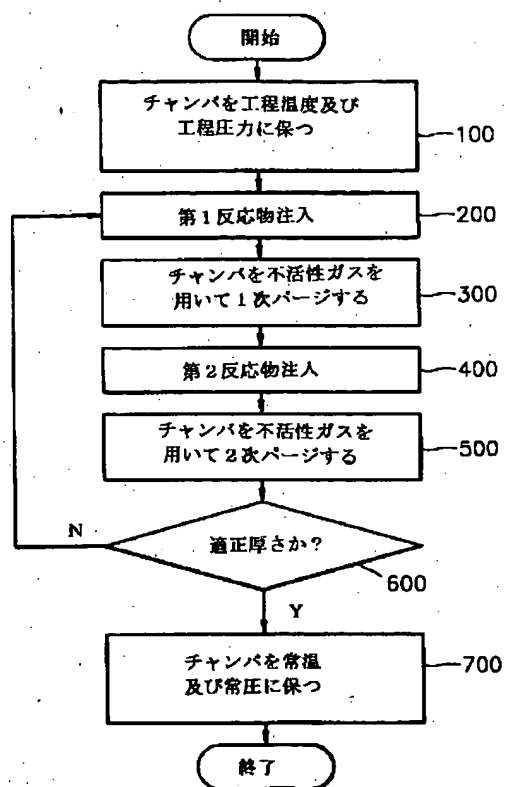 開始
チャンバを工程温度及び
工程圧力に保つ
100
第1反応物注入
200
チャンバを不活性ガスを
用いて1次パージする
300
第2反応物注入
400
チャンバを不活性ガスを
用いて2次パージする
500
N
適正厚さか?
600
Y
チャンバを常温
及び常圧に保つ
700
終了